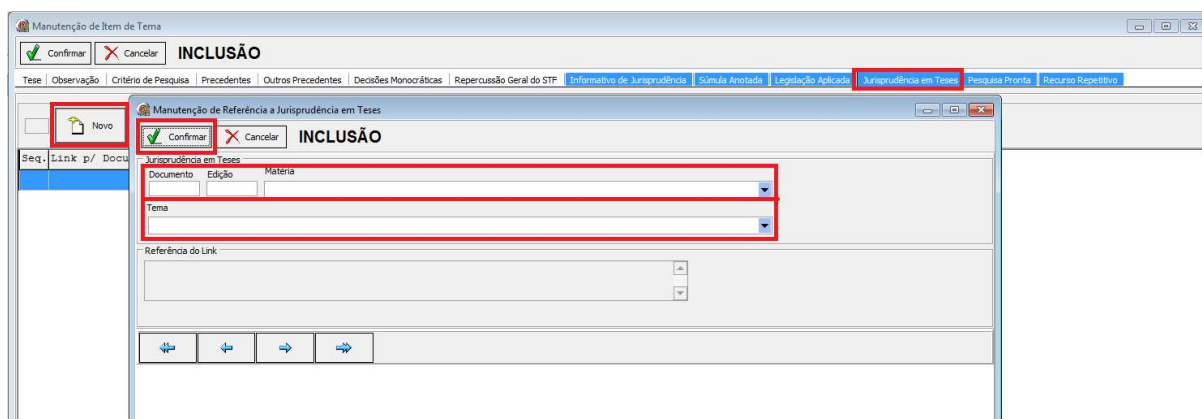 Manutenção de Item de Tema
Confirmar Cancelar INCLUSÃO
Tese Observação Critério de Pesquisa Precedentes Outros Precedentes Decisões Monocráticas Repercussão Geral do STF Informativo de Jurisprudência Súmula Anotada Legislação Aplicada Jurisprudência em Teses Pesquisa Pronta Recurso Repetitivo
Novo
Seq. Link p/ Docu
Manutenção de Referência a Jurisprudência em Teses
Confirmar Cancelar INCLUSÃO
Jurisprudência em Teses
Documento Edição Matéria
Tema
Referência do Link